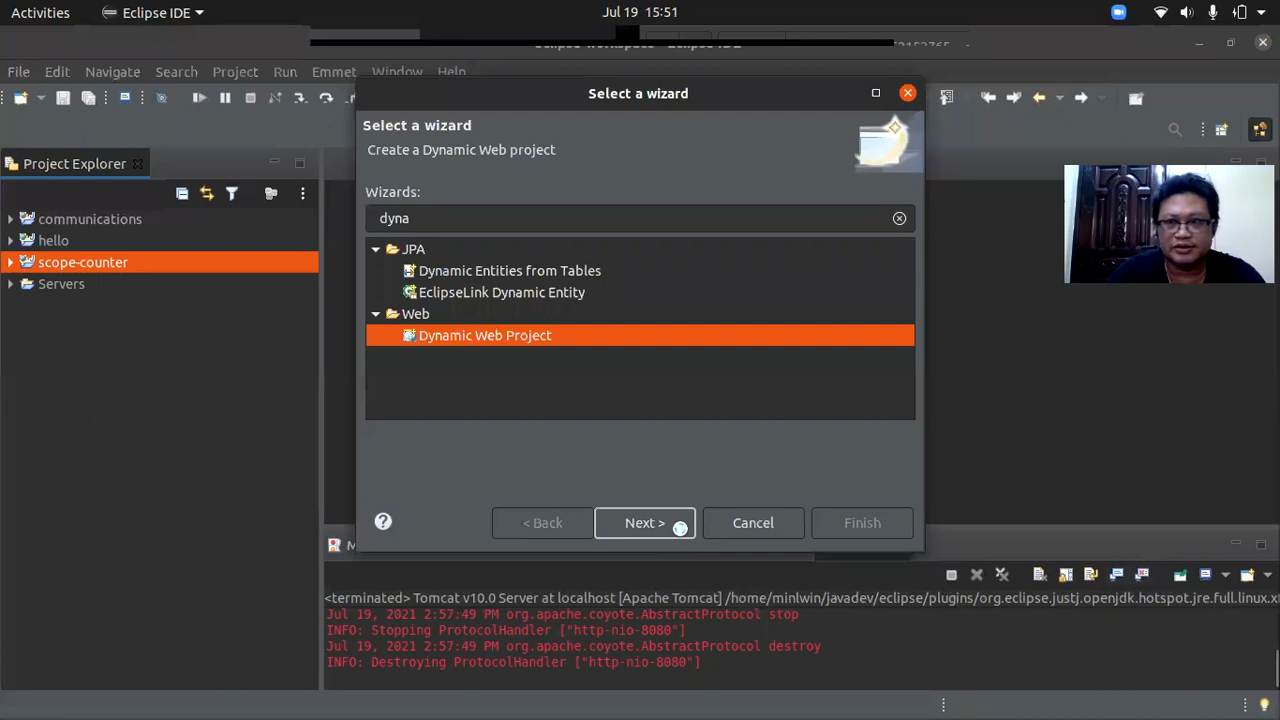 Activities
Eclipse IDE
Jul 19 15:51
File Edit Navigate Search Project Run Emmet Window Help
Select a wizard
Select a wizard
Create a Dynamic Web project
Project Explorer
Wizards:
dyna
communications
hello
scope-counter
Servers
JPA
Dynamic Entities from Tables
EclipseLink Dynamic Entity
Web
Dynamic Web Project
< Back
Next >
Cancel
Finish
<terminated> Tomcat v10.0 Server at localhost [Apache Tomcat] /home/minlwin/javadev/eclipse/plugins/org.eclipse.justj.openjdk.hotspot.jre.full.linux.x
Jul 19, 2021 2:57:49 PM org.apache.coyote.AbstractProtocol stop
INFO: Stopping ProtocolHandler ["http-nio-8080"]
Jul 19, 2021 2:57:49 PM org.apache.coyote.AbstractProtocol destroy
INFO: Destroying ProtocolHandler ["http-nio-8080"]